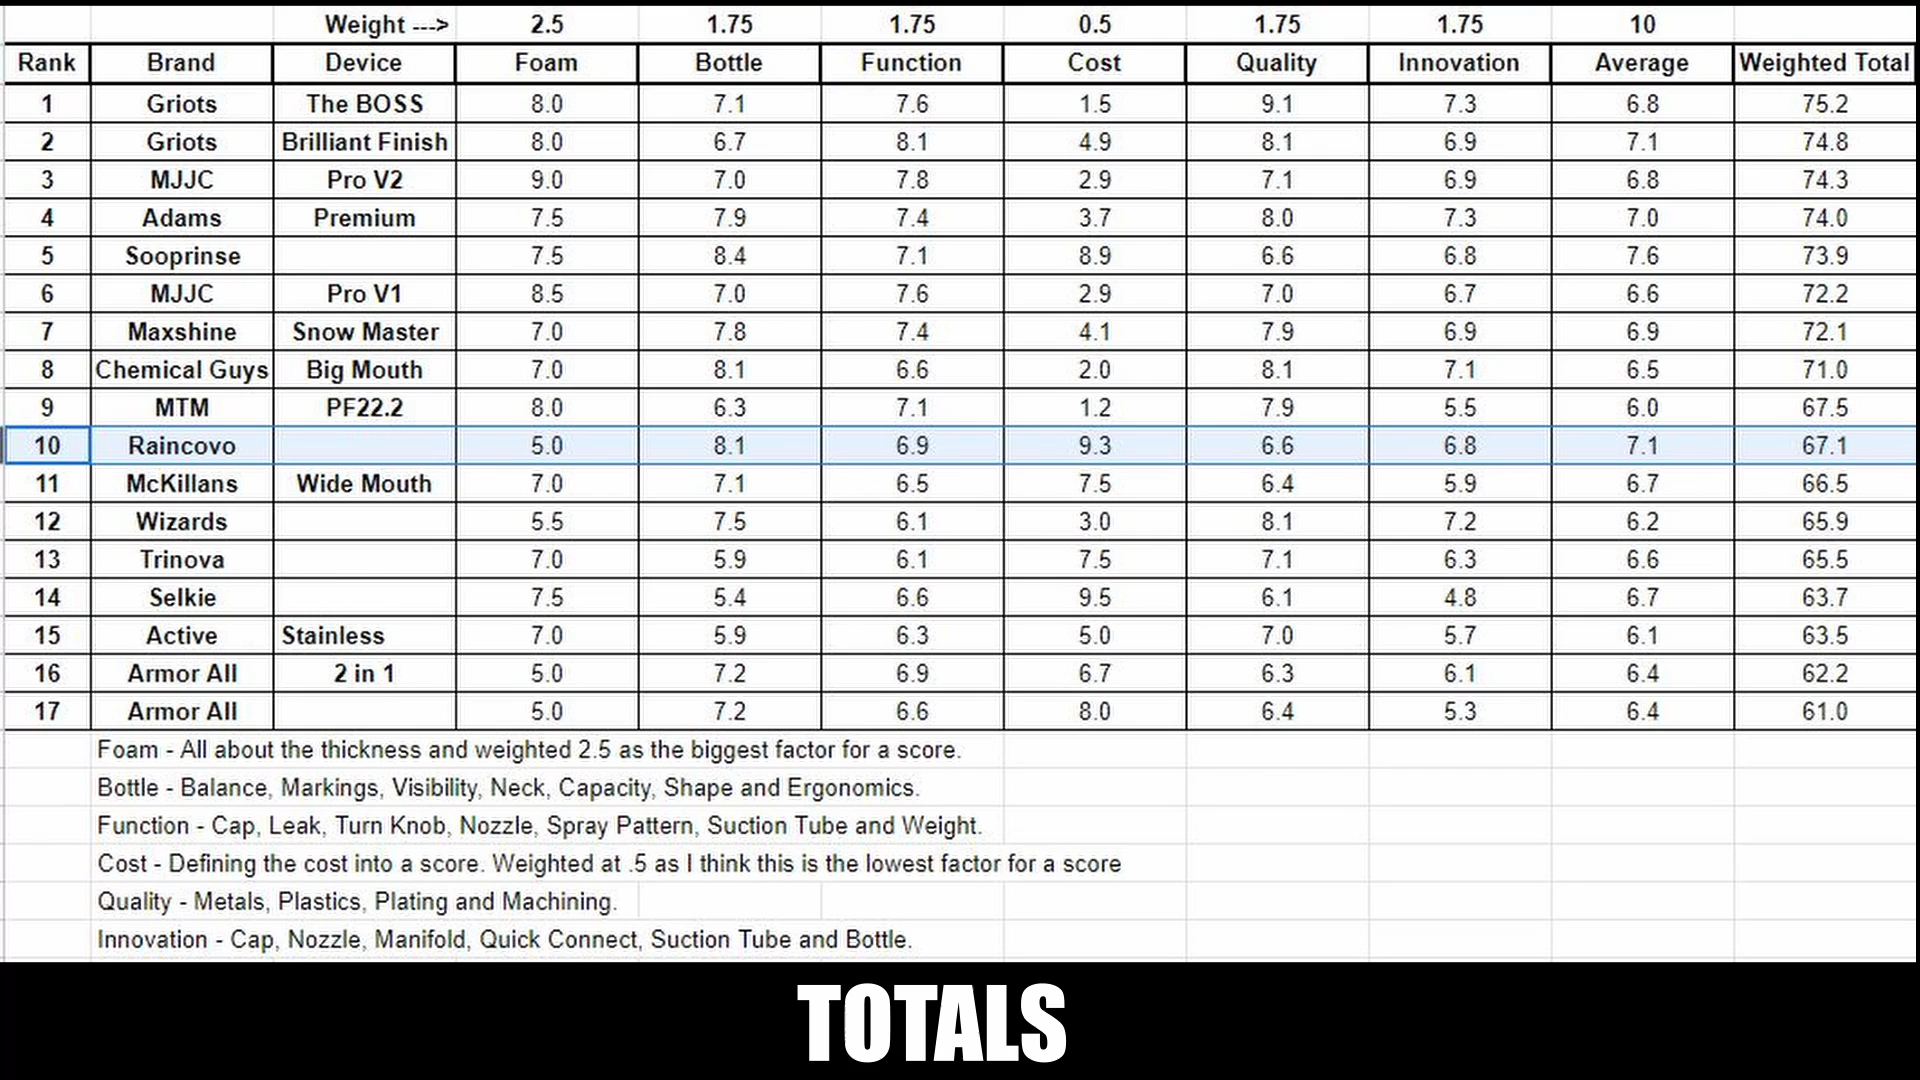 Weight ---> 2.5 1.75 1.75 0.5 1.75 1.75 10
Rank Brand Device Foam Bottle Function Cost Quality Innovation Average Weighted Total
1 Griots The BOSS 8.0 7.1 7.6 1.5 9.1 7.3 6.8 75.2
2 Griots Brilliant Finish 8.0 6.7 8.1 4.9 8.1 6.9 7.1 74.8
3 MJJC Pro V2 9.0 7.0 7.8 2.9 7.1 6.9 6.8 74.3
4 Adams Premium 7.5 7.9 7.4 3.7 8.0 7.3 7.0 74.0
5 Sooprinse 7.5 8.4 7.1 8.9 6.6 6.8 7.6 73.9
6 MJJC Pro V1 8.5 7.0 7.6 2.9 7.0 6.7 6.6 72.2
7 Maxshine Snow Master 7.0 7.8 7.4 4.1 7.9 6.9 6.9 72.1
8 Chemical Guys Big Mouth 7.0 8.1 6.6 2.0 8.1 7.1 6.5 71.0
9 MTM PF22.2 8.0 6.3 7.1 1.2 7.9 5.5 6.0 67.5
10 Raincovo 5.0 8.1 6.9 9.3 6.6 6.8 7.1 67.1
11 McKillans Wide Mouth 7.0 7.1 6.5 7.5 6.4 5.9 6.7 66.5
12 Wizards 5.5 7.5 6.1 3.0 8.1 7.2 6.2 65.9
13 Trinova 7.0 5.9 6.1 7.5 7.1 6.3 6.6 65.5
14 Selkie 7.5 5.4 6.6 9.5 6.1 4.8 6.7 63.7
15 Active Stainless 7.0 5.9 6.3 5.0 7.0 5.7 6.1 63.5
16 Armor All 2 in 1 5.0 7.2 6.9 6.7 6.3 6.1 6.4 62.2
17 Armor All 5.0 7.2 6.6 8.0 6.4 5.3 6.4 61.0
Foam - All about the thickness and weighted 2.5 as the biggest factor for a score.
Bottle - Balance, Markings, Visibility, Neck, Capacity, Shape and Ergonomics.
Function - Cap, Leak, Turn Knob, Nozzle, Spray Pattern, Suction Tube and Weight.
Cost - Defining the cost into a score. Weighted at .5 as I think this is the lowest factor for a score
Quality - Metals, Plastics, Plating and Machining.
Innovation - Cap, Nozzle, Manifold, Quick Connect, Suction Tube and Bottle.
TOTALS